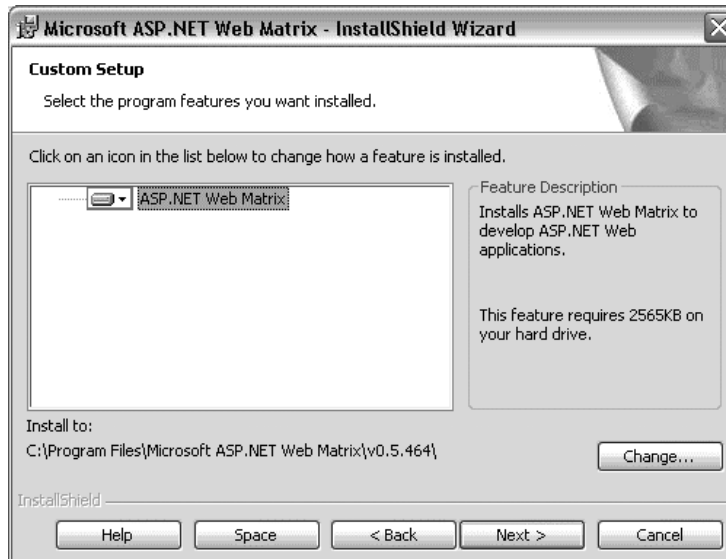 Microsoft ASP.NET Web Matrix - InstallShield Wizard
Custom Setup
Select the program features you want installed.
Click on an icon in the list below to change how a feature is installed.
ASP.NET Web Matrix
Feature Description
Installs ASP.NET Web Matrix to
develop ASP.NET Web
applications.
This feature requires 2565KB on
your hard drive.
Install to:
C:\Program Files\Microsoft ASP.NET Web Matrix\v0.5.464\
Change...
InstallShield
Help Space < Back Next > Cancel